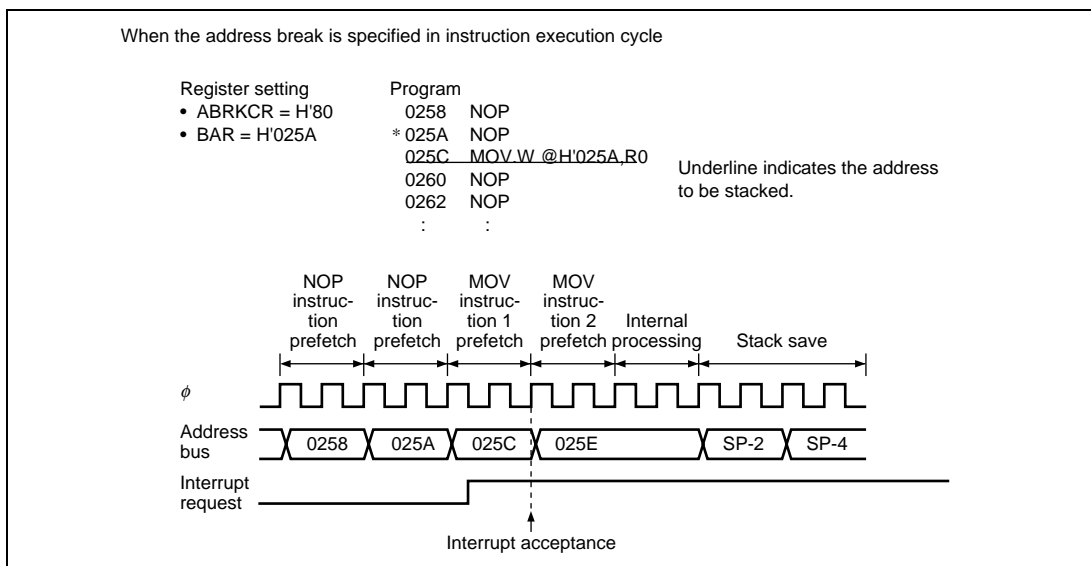 When the address break is specified in instruction execution cycle
Register setting
• ABRKCR = H'80
• BAR = H'025A
Program
0258 NOP
* 025A NOP
025C MOV.W @H'025A,R0
0260 NOP
0262 NOP
: :
Underline indicates the address
to be stacked.
NOP
instruc-
tion
prefetch
NOP
instruc-
tion
prefetch
MOV
instruc-
tion 1
prefetch
MOV
instruc-
tion 2
prefetch
Internal
processing
Stack save
φ
Address
bus
0258
025A
025C
025E
SP-2
SP-4
Interrupt
request
Interrupt acceptance